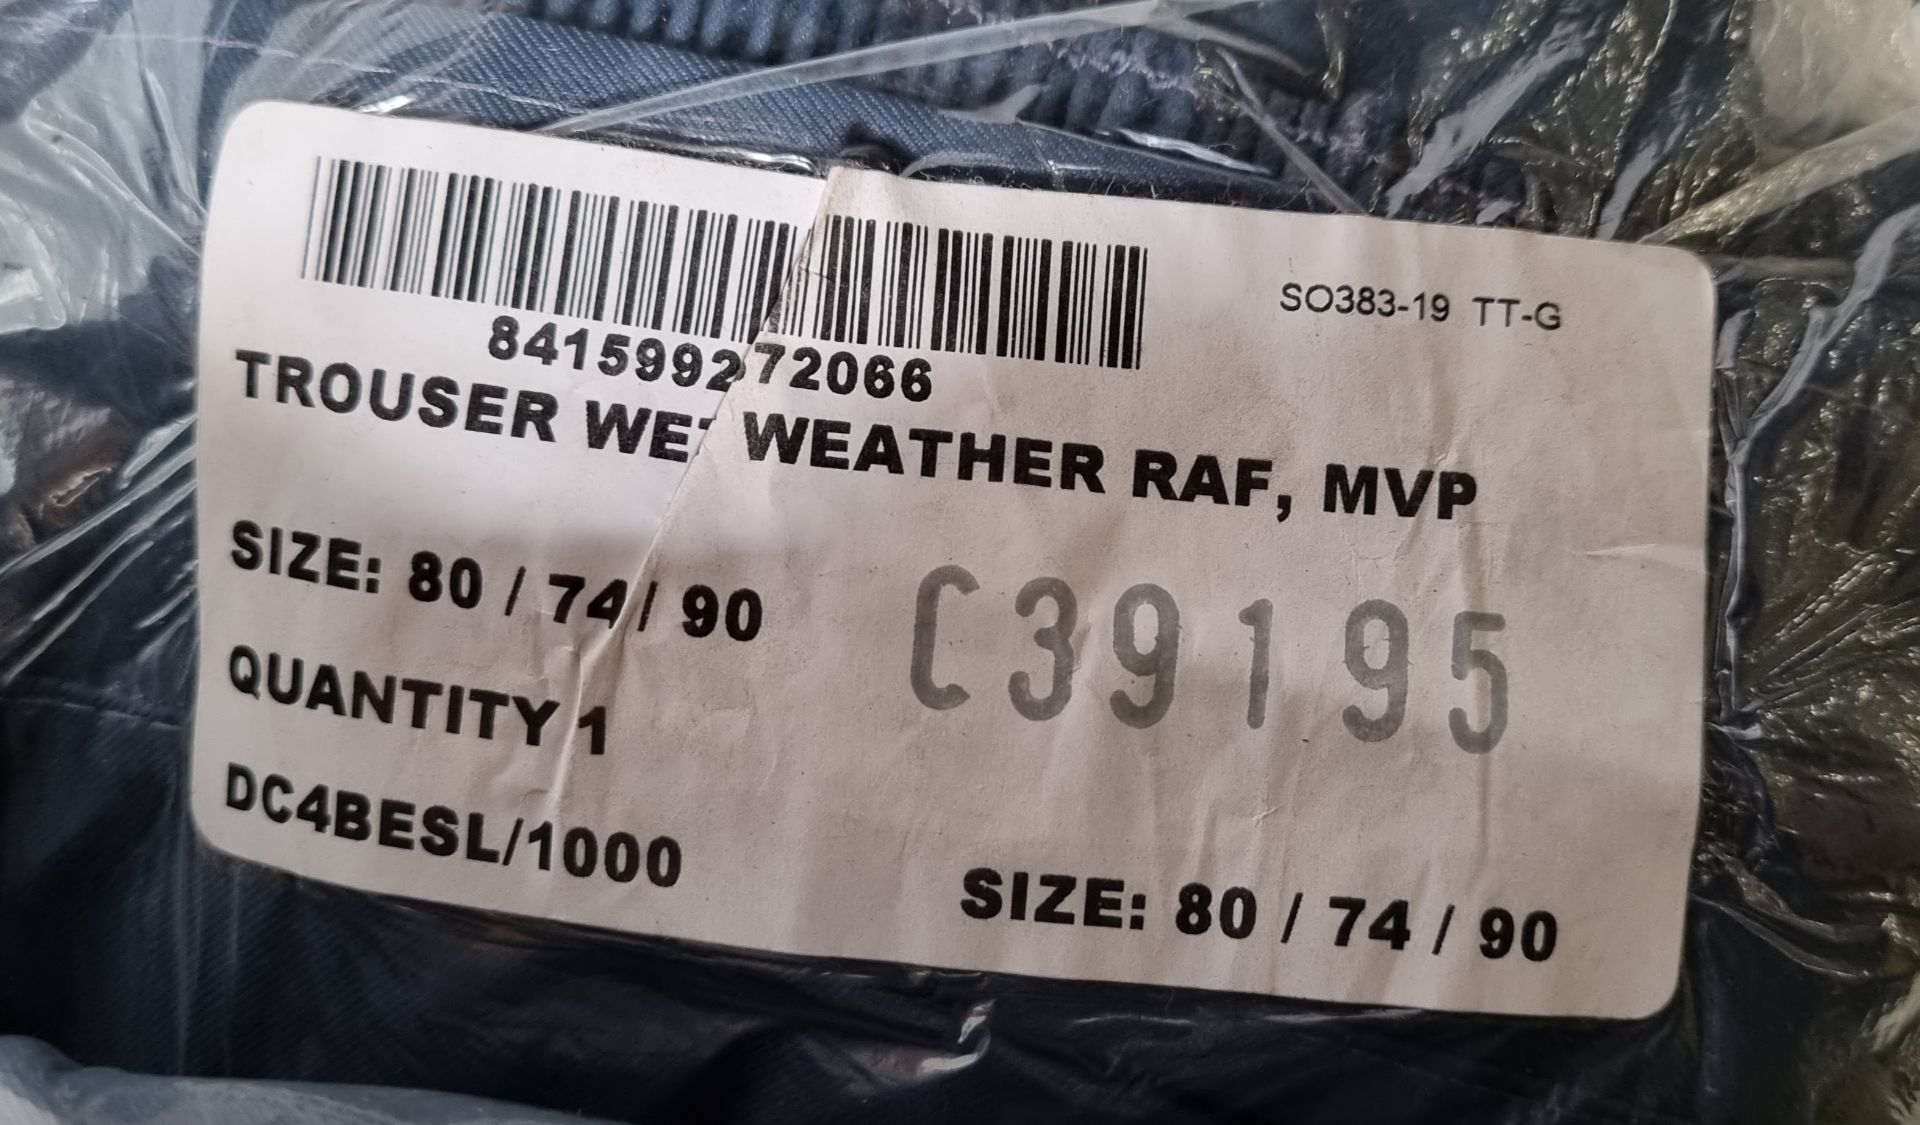 SO383-19 TT-G
841599272066
TROUSER WET WEATHER RAF, MVP
SIZE: 80 / 74 / 90
C39195
QUANTITY 1
DC4BESL/1000
SIZE: 80 / 74 / 90